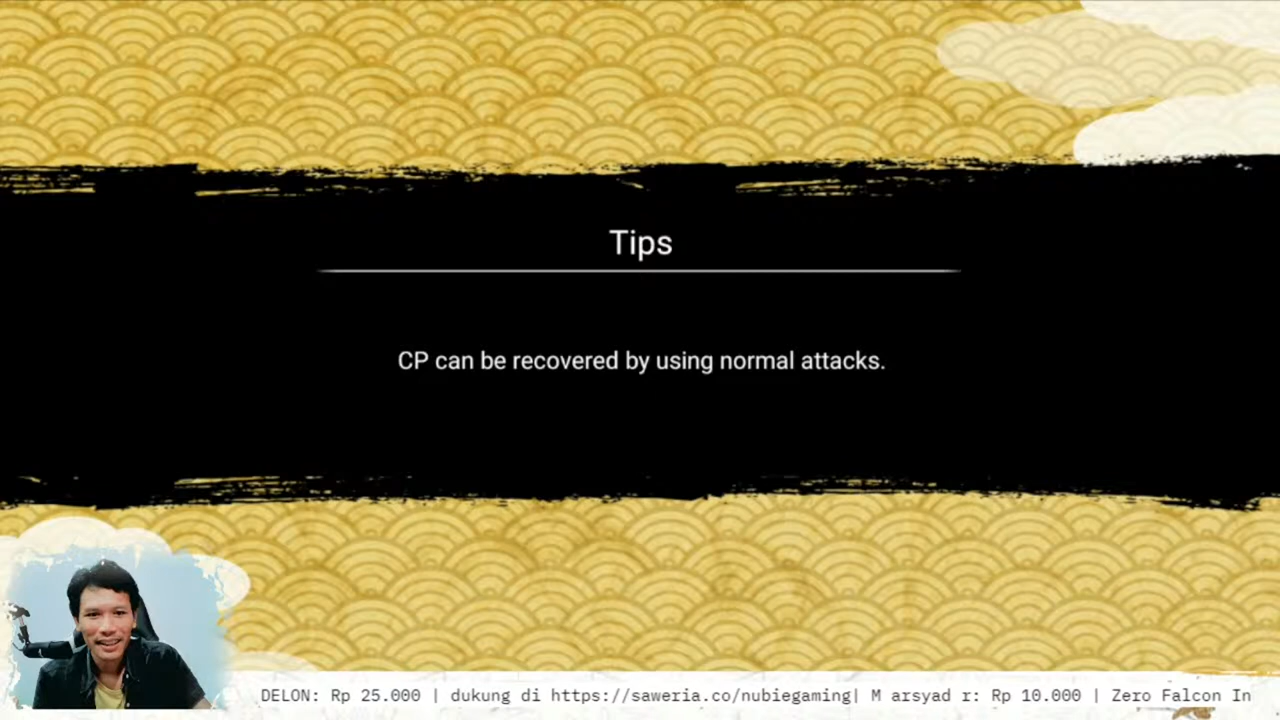 Tips
CP can be recovered by using normal attacks.
DELON: Rp 25.000 | dukung di https://saweria.co/nubiegaming| M arsyad r: Rp 10.000 | Zero Falcon In